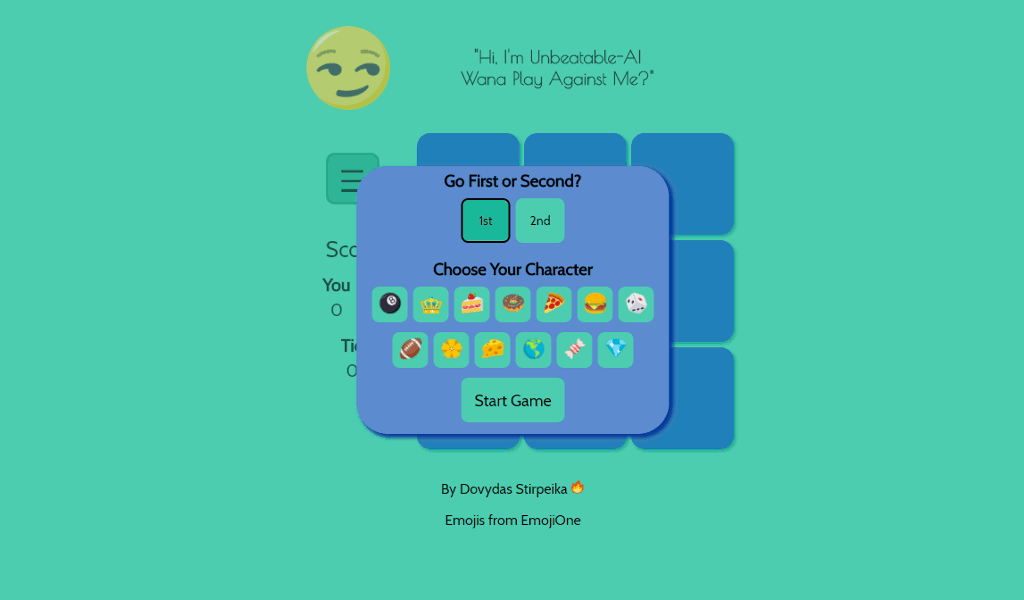 "Hi, I'm Unbeatable-AI
Wana Play Against Me?"
Go First or Second?
1st 2nd
Choose Your Character
8
Start Game
You
0
0
By Dovydas Stirpeika
Emojis from EmojiOne